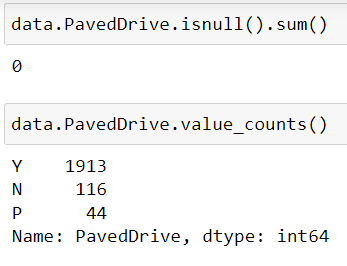 data.PavedDrive.isnull().sum()
0
data.PavedDrive.value_counts()
Y    1913
N     116
P      44
Name: PavedDrive, dtype: int64